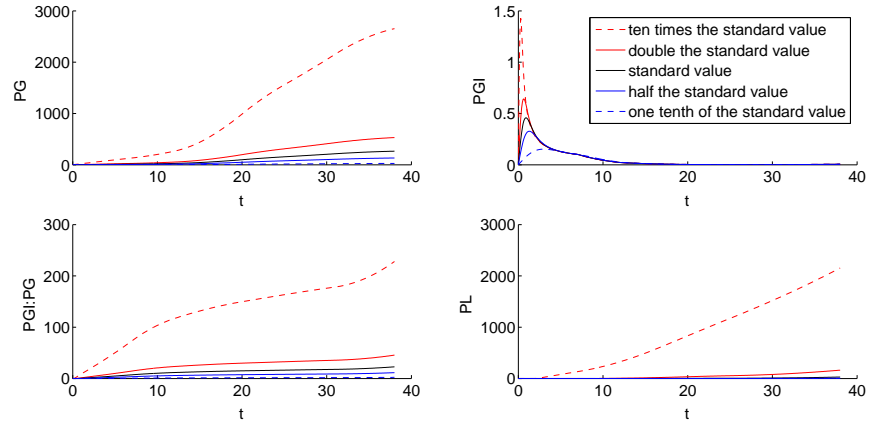 3000
2000
1000
0
PG
0
10
20
30
40
t
1.5
1
0.5
0
PGI
ten times the standard value
double the standard value
standard value
half the standard value
one tenth of the standard value
0
10
20
30
40
t
300
200
100
0
PGI:PG
0
10
20
30
40
t
3000
2000
1000
0
PL
0
10
20
30
40
t